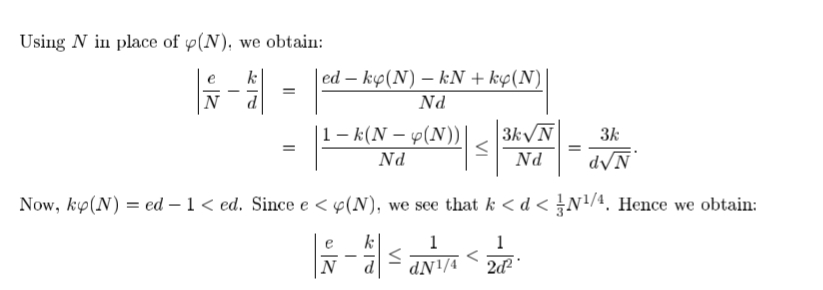 Using N in place of φ(N), we obtain:
|e/N − k/d| = |(ed − kφ(N) − kN + kφ(N))/(Nd)|
= |(1 − k(N − φ(N)))/(Nd)| ≤ |(3k√N)/(Nd)| = 3k/(d√N).
Now, kφ(N) = ed − 1 < ed. Since e < φ(N), we see that k < d < 1/3 N^{1/4}. Hence we obtain:
|e/N − k/d| ≤ 1/(dN^{1/4}) < 1/(2d²).